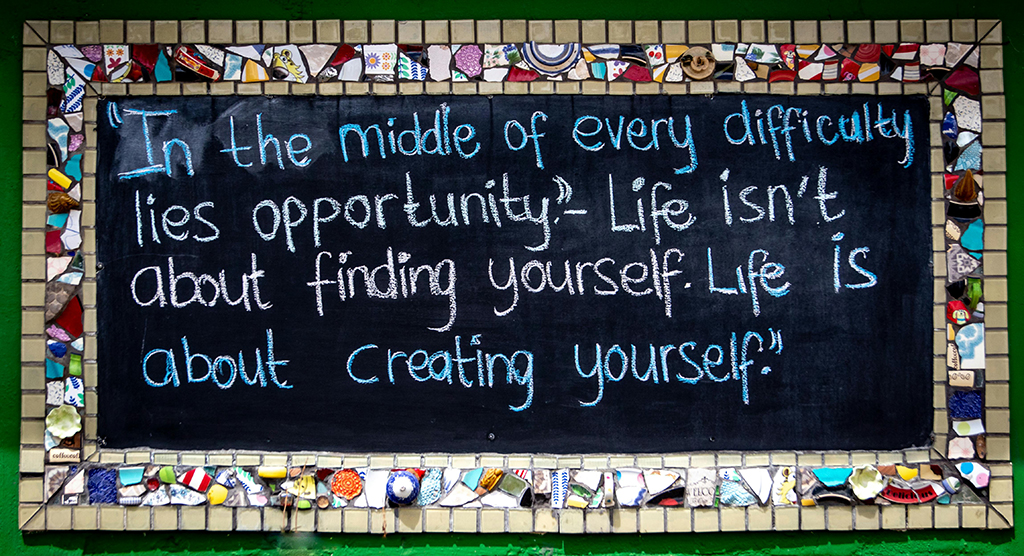 "In the middle of every difficulty
lies opportunity."– Life isn't
about finding yourself. Life is
about creating yourself."